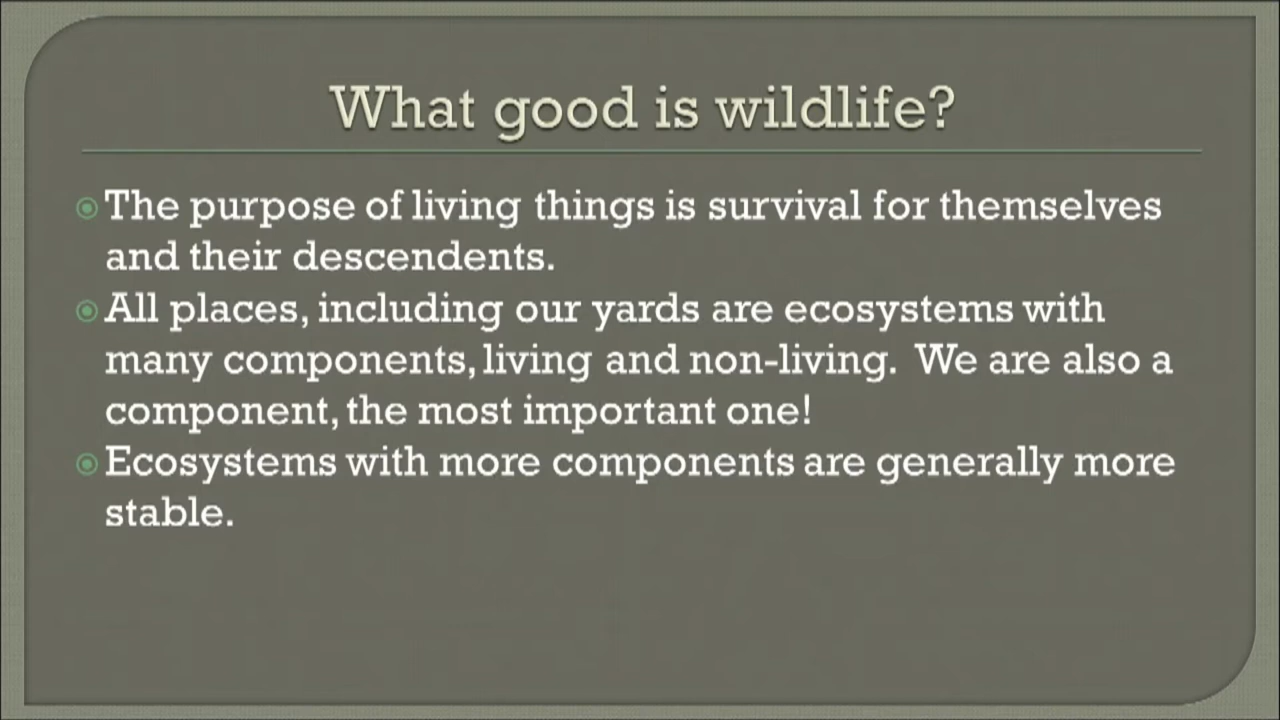 What good is wildlife?
The purpose of living things is survival for themselves
and their descendents.
All places, including our yards are ecosystems with
many components, living and non-living.  We are also a
component, the most important one!
Ecosystems with more components are generally more
stable.